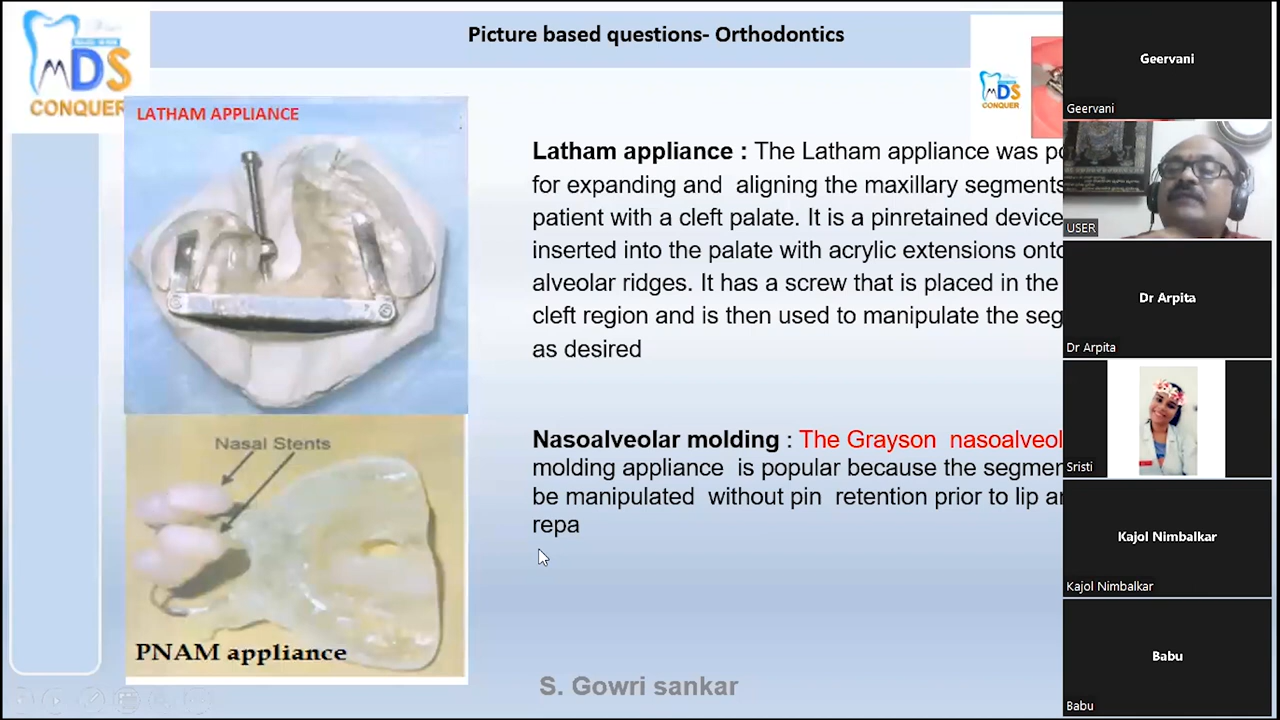 Picture based questions- Orthodontics
MDS
CONQUER
MDS
CONQUER
LATHAM APPLIANCE
Latham appliance : The Latham appliance was po
for expanding and aligning the maxillary segments
patient with a cleft palate. It is a pinretained device
inserted into the palate with acrylic extensions onto
alveolar ridges. It has a screw that is placed in the
cleft region and is then used to manipulate the seg
as desired
Nasal Stents
PNAM appliance
Nasoalveolar molding : The Grayson nasoalveol
molding appliance is popular because the segmen
be manipulated without pin retention prior to lip a
repa
S. Gowri sankar
Geervani
Geervani
USER
Dr Arpita
Dr Arpita
Sristi
Kajol Nimbalkar
Kajol Nimbalkar
Babu
Babu